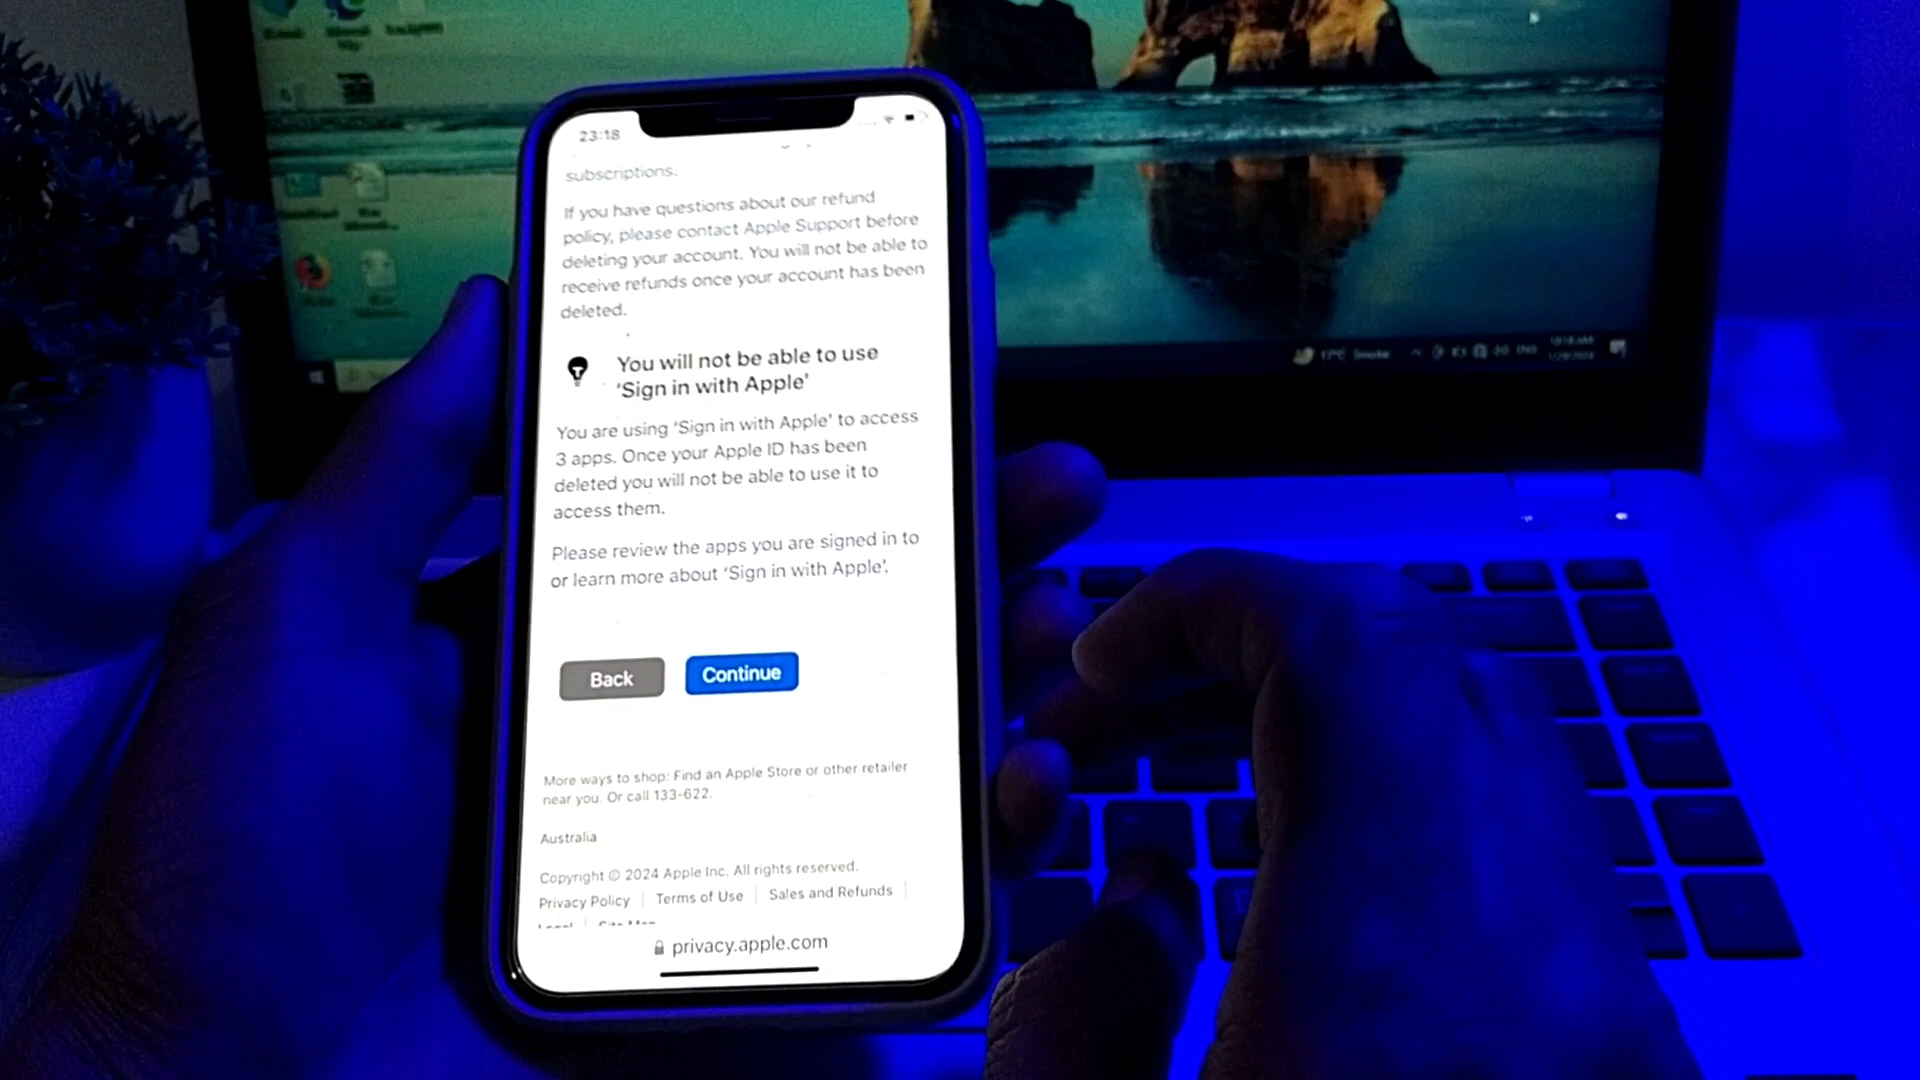 23:18
subscriptions.
If you have questions about our refund
policy, please contact Apple Support before
deleting your account. You will not be able to
receive refunds once your account has been
deleted.
You will not be able to use
‘Sign in with Apple’
You are using ‘Sign in with Apple’ to access
3 apps. Once your Apple ID has been
deleted you will not be able to use it to
access them.
Please review the apps you are signed in to
or learn more about ‘Sign in with Apple’.
Back
Continue
More ways to shop: Find an Apple Store or other retailer
near you. Or call 133-622.
Australia
Copyright © 2024 Apple Inc. All rights reserved.
Privacy Policy | Terms of Use | Sales and Refunds |
privacy.apple.com
17°C Smoke
ENG